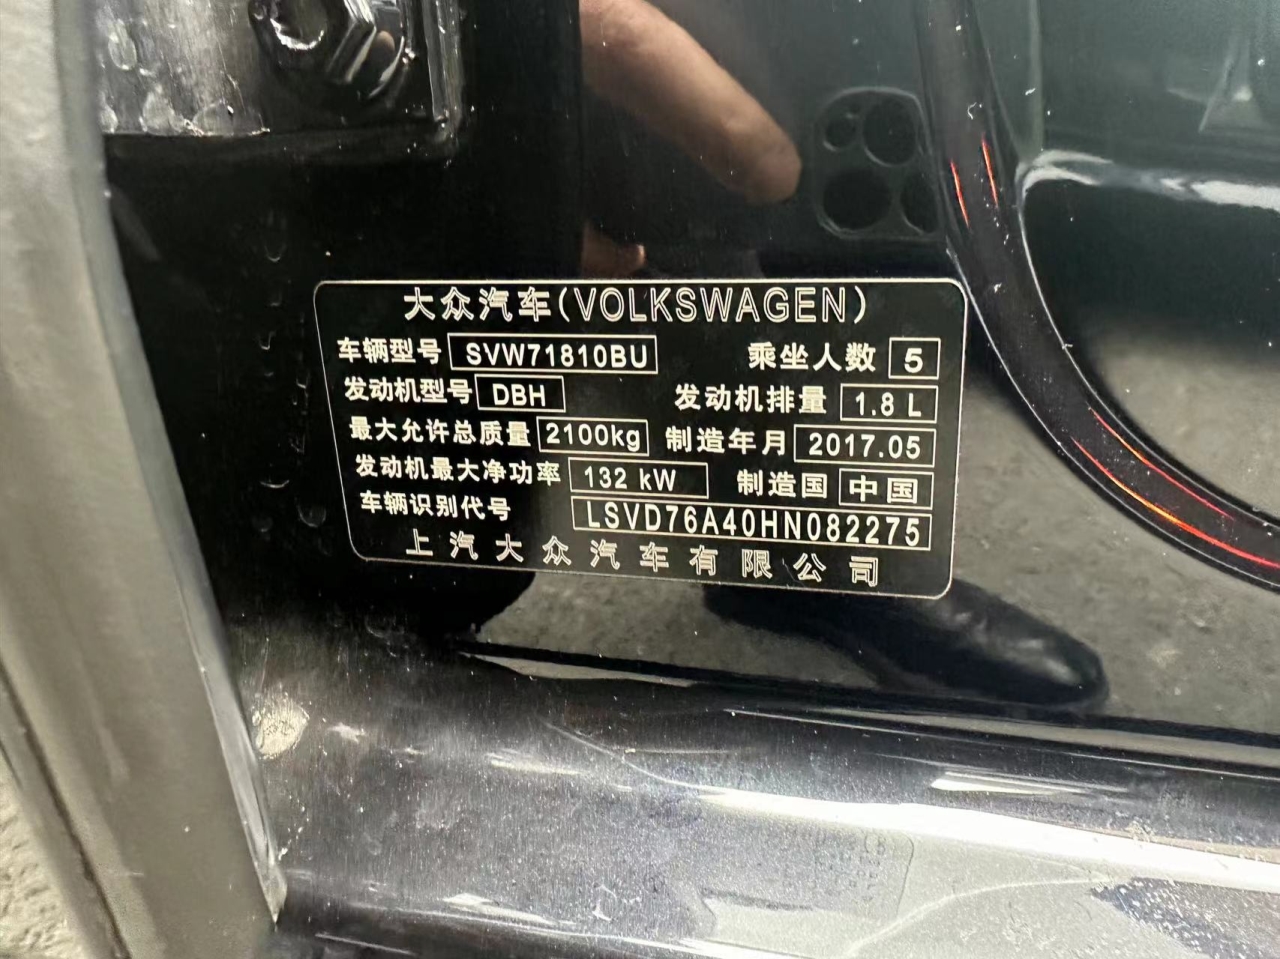 大众汽车(VOLKSWAGEN)
车辆型号 SVW71810BU 乘坐人数 5
发动机型号 DBH 发动机排量 1.8 L
最大允许总质量 2100kg 制造年月 2017.05
发动机最大净功率 132 kW 制造国 中国
车辆识别代号 LSVD76A40HN082275
上汽大众汽车有限公司